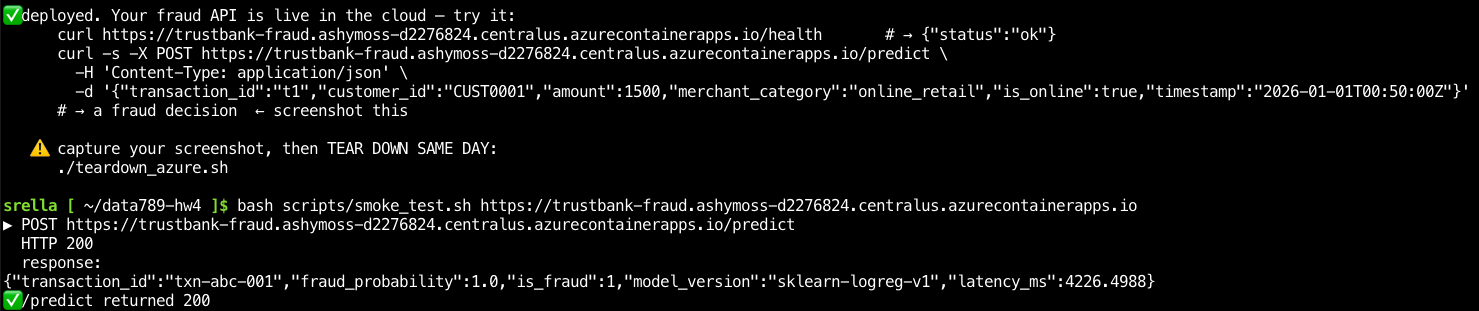 ✅deployed. Your fraud API is live in the cloud — try it:
curl https://trustbank-fraud.ashymoss-d2276824.centralus.azurecontainerapps.io/health # → {"status":"ok"}
curl -s -X POST https://trustbank-fraud.ashymoss-d2276824.centralus.azurecontainerapps.io/predict \
-H 'Content-Type: application/json' \
-d '{"transaction_id":"t1","customer_id":"CUST0001","amount":1500,"merchant_category":"online_retail","is_online":true,"timestamp":"2026-01-01T00:50:00Z"}'
# → a fraud decision ← screenshot this
⚠️ capture your screenshot, then TEAR DOWN SAME DAY:
./teardown_azure.sh
srella [ ~/data789-hw4 ]$ bash scripts/smoke_test.sh https://trustbank-fraud.ashymoss-d2276824.centralus.azurecontainerapps.io
▶ POST https://trustbank-fraud.ashymoss-d2276824.centralus.azurecontainerapps.io/predict
HTTP 200
response:
{"transaction_id":"txn-abc-001","fraud_probability":1.0,"is_fraud":1,"model_version":"sklearn-logreg-v1","latency_ms":4226.4988}
✅/predict returned 200